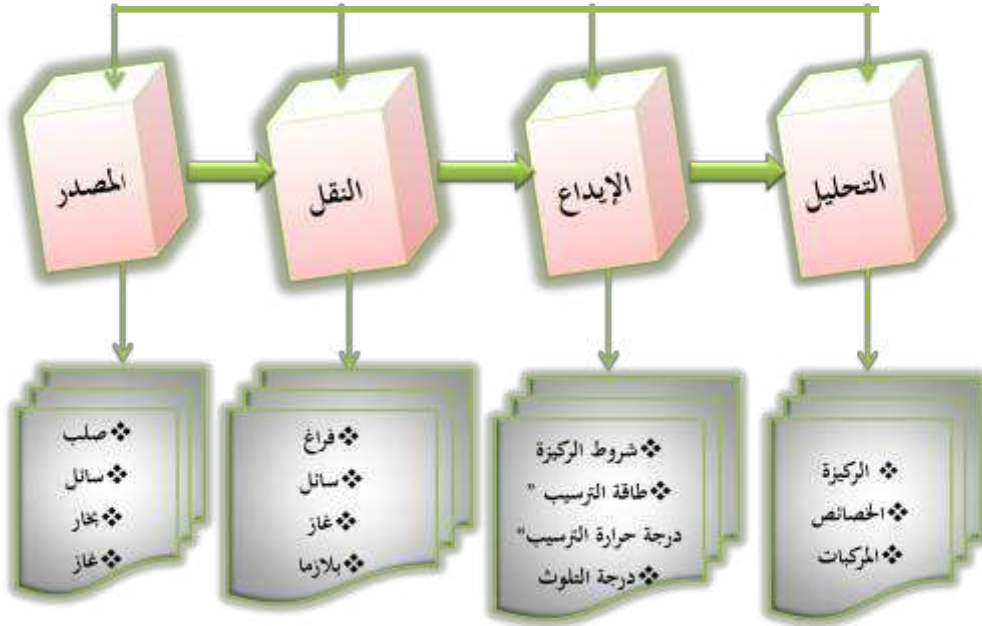 المصدر
النقل
الإيداع
التحليل
❖صلب
❖سائل
❖بخار
❖غاز
❖فراغ
❖سائل
❖غاز
❖بلازما
❖شروط الركيزة
❖طاقة الترسيب "
درجة حرارة الترسيب"
❖درجة التلوث
❖ الركيزة
❖الخصائص
❖المركبات